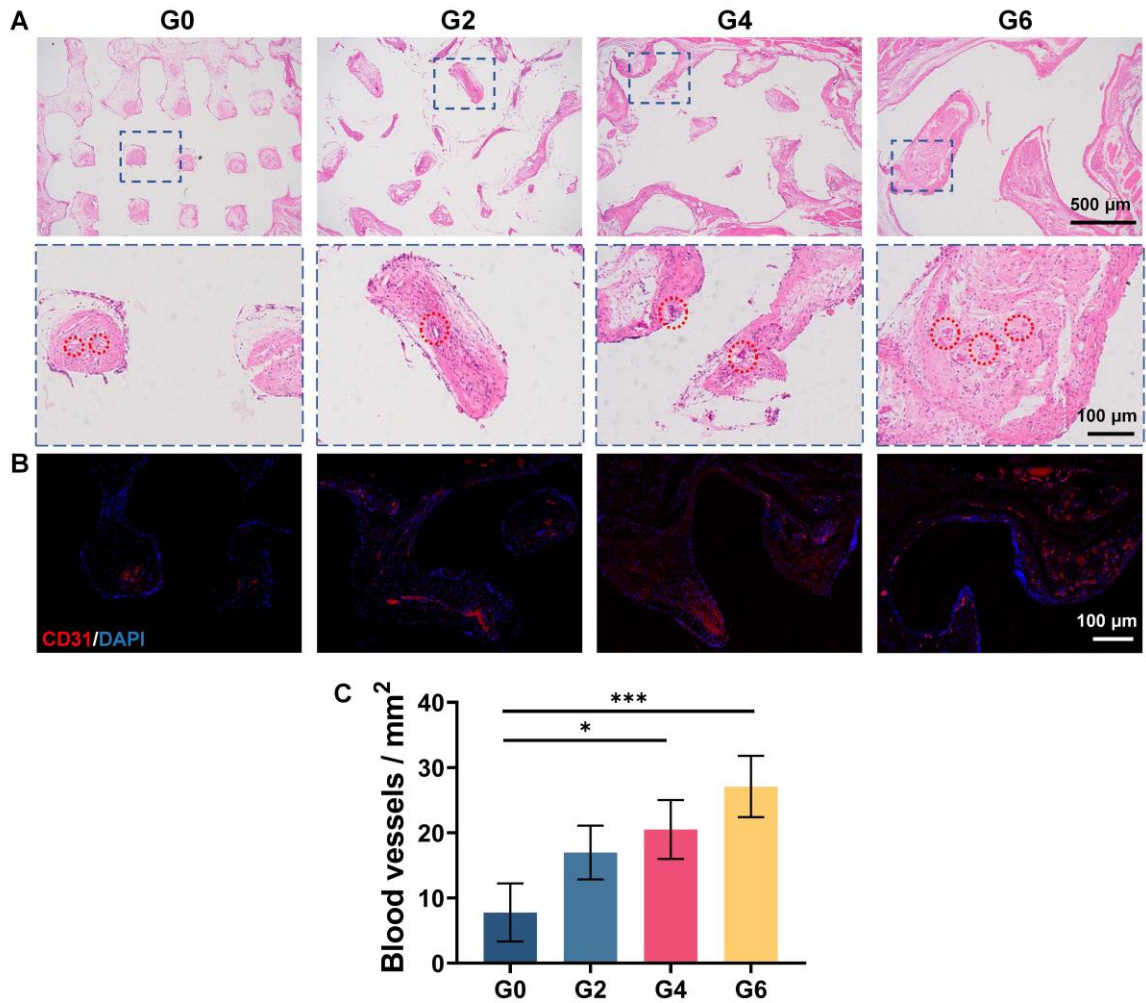 A
G0 G2 G4 G6
500 µm
100 µm
B
CD31/DAPI
100 µm
C
Blood vessels / mm²
40
30
20
10
0
***
*
G0 G2 G4 G6